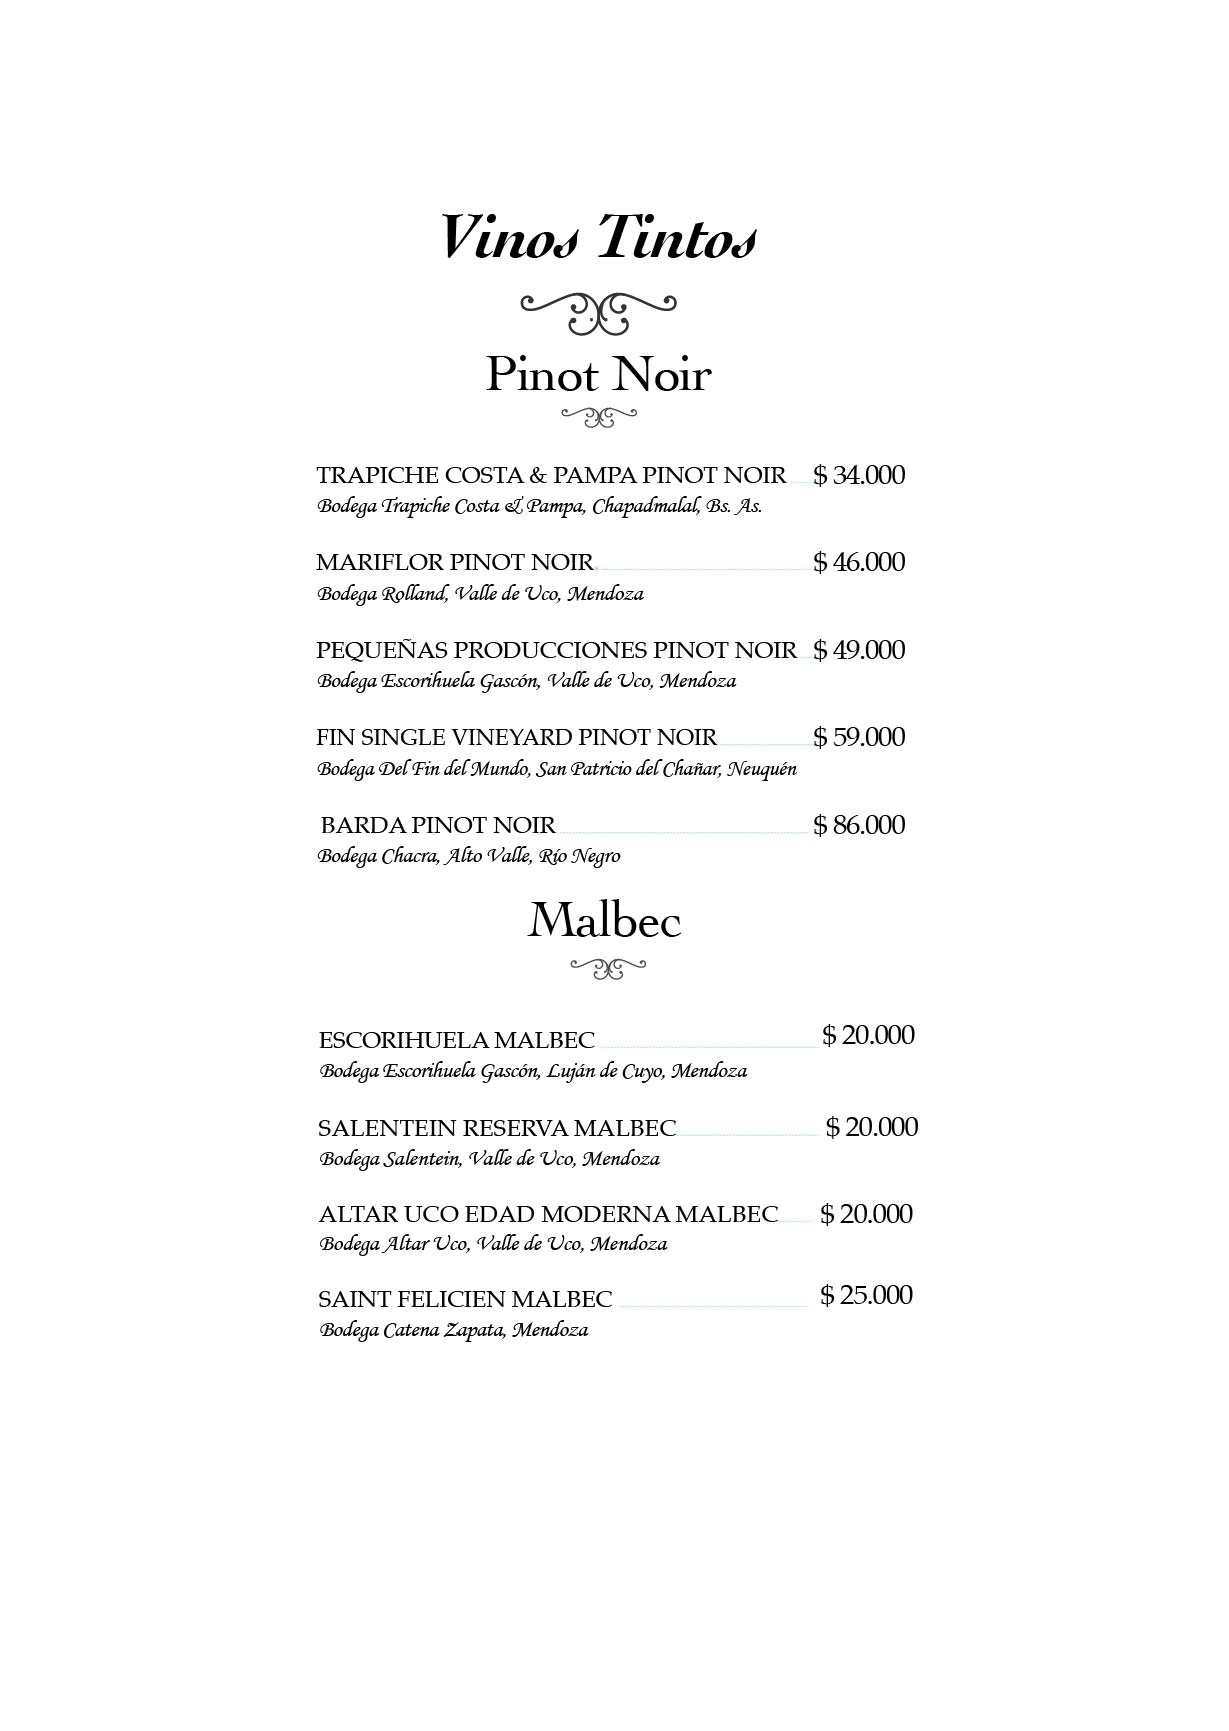 Vinos Tintos
Pinot Noir
TRAPICHE COSTA & PAMPA PINOT NOIR $ 34.000
Bodega Trapiche Costa & Pampa, Chapadmalal, Bs. As.
MARIFLOR PINOT NOIR $ 46.000
Bodega Rolland, Valle de Uco, Mendoza
PEQUEÑAS PRODUCCIONES PINOT NOIR $ 49.000
Bodega Escorihuela Gascón, Valle de Uco, Mendoza
FIN SINGLE VINEYARD PINOT NOIR $ 59.000
Bodega Del Fin del Mundo, San Patricio del Chañar, Neuquén
BARDA PINOT NOIR $ 86.000
Bodega Chacra, Alto Valle, Río Negro
Malbec
ESCORIHUELA MALBEC $ 20.000
Bodega Escorihuela Gascón, Luján de Cuyo, Mendoza
SALENTEIN RESERVA MALBEC $ 20.000
Bodega Salentein, Valle de Uco, Mendoza
ALTAR UCO EDAD MODERNA MALBEC $ 20.000
Bodega Altar Uco, Valle de Uco, Mendoza
SAINT FELICIEN MALBEC $ 25.000
Bodega Catena Zapata, Mendoza